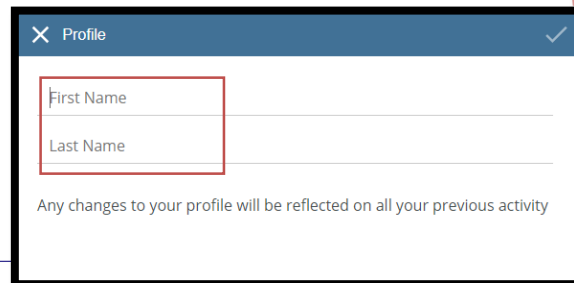 Profile
First Name
Last Name
Any changes to your profile will be reflected on all your previous activity